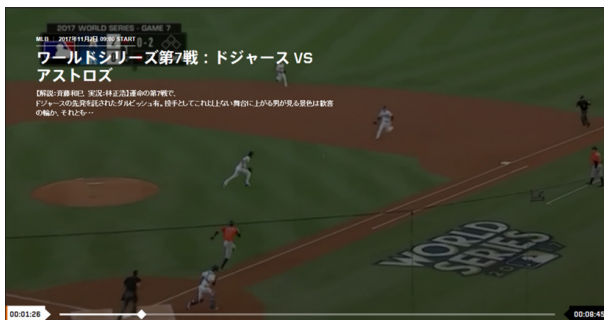 2017 WORLD SERIES - GAME 7
MLB 2017年11月2日 09:00 START
0-2
ワールドシリーズ第7戦：ドジャース VS
アストロズ
【解説：斉藤和巳 実況：林正浩】運命の第7戦で、
ドジャースの先発を託されたダルビッシュ有。投手としてこれ以上ない舞台に上がる男が見る景色は歓喜
の輪か、それとも…
WORLD
SERIES
00:01:26
00:08:45